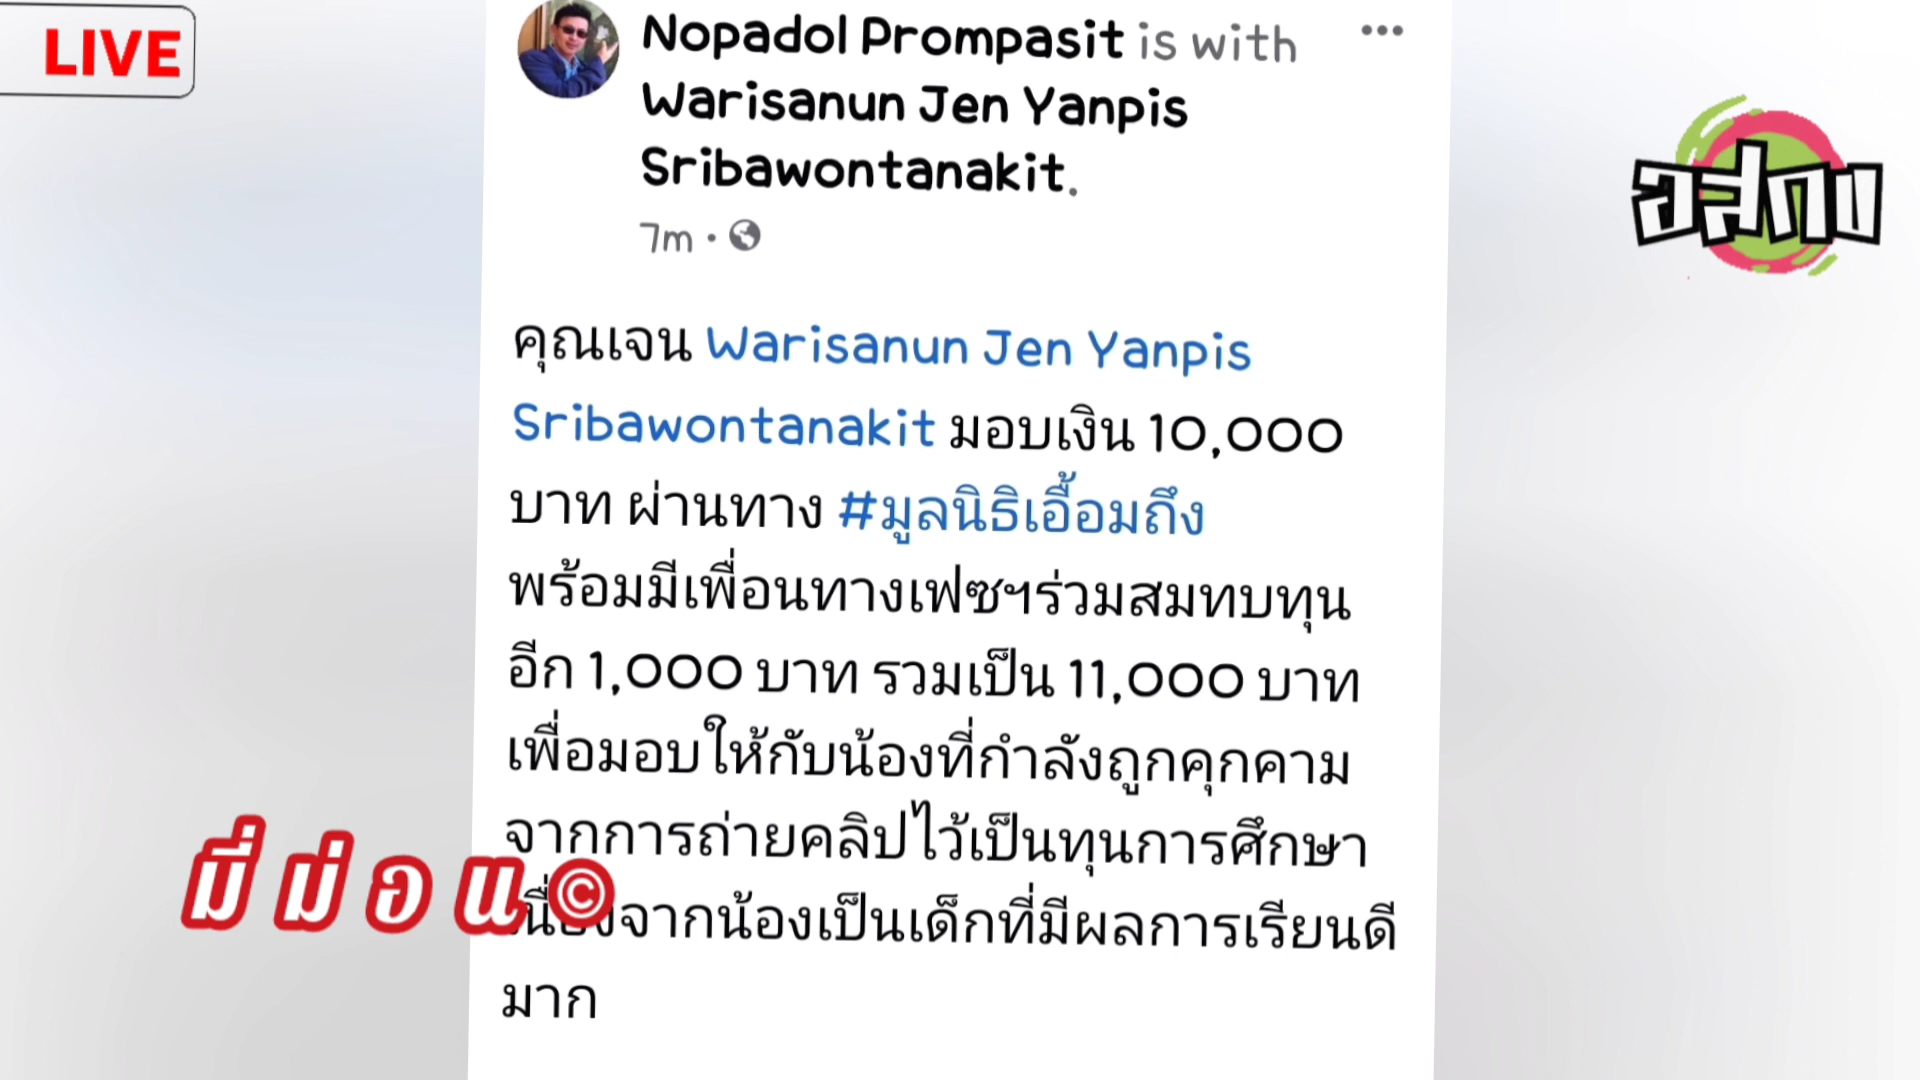 LIVE
Nopadol Prompasit is with
Warisanun Jen Yanpis
Sribawontanakit.
7m
อสกง
คุณเจน Warisanun Jen Yanpis
Sribawontanakit มอบเงิน 10,000
บาท ผ่านทาง #มูลนิธิเอื้อมถึง
พร้อมมีเพื่อนทางเฟซฯร่วมสมทบทุน
อีก 1,000 บาท รวมเป็น 11,000 บาท
เพื่อมอบให้กับน้องที่กำลังถูกคุกคาม
จากการถ่ายคลิปไว้เป็นทุนการศึกษา
เนื่องจากน้องเป็นเด็กที่มีผลการเรียนดี
มาก
มี่ม่อน©